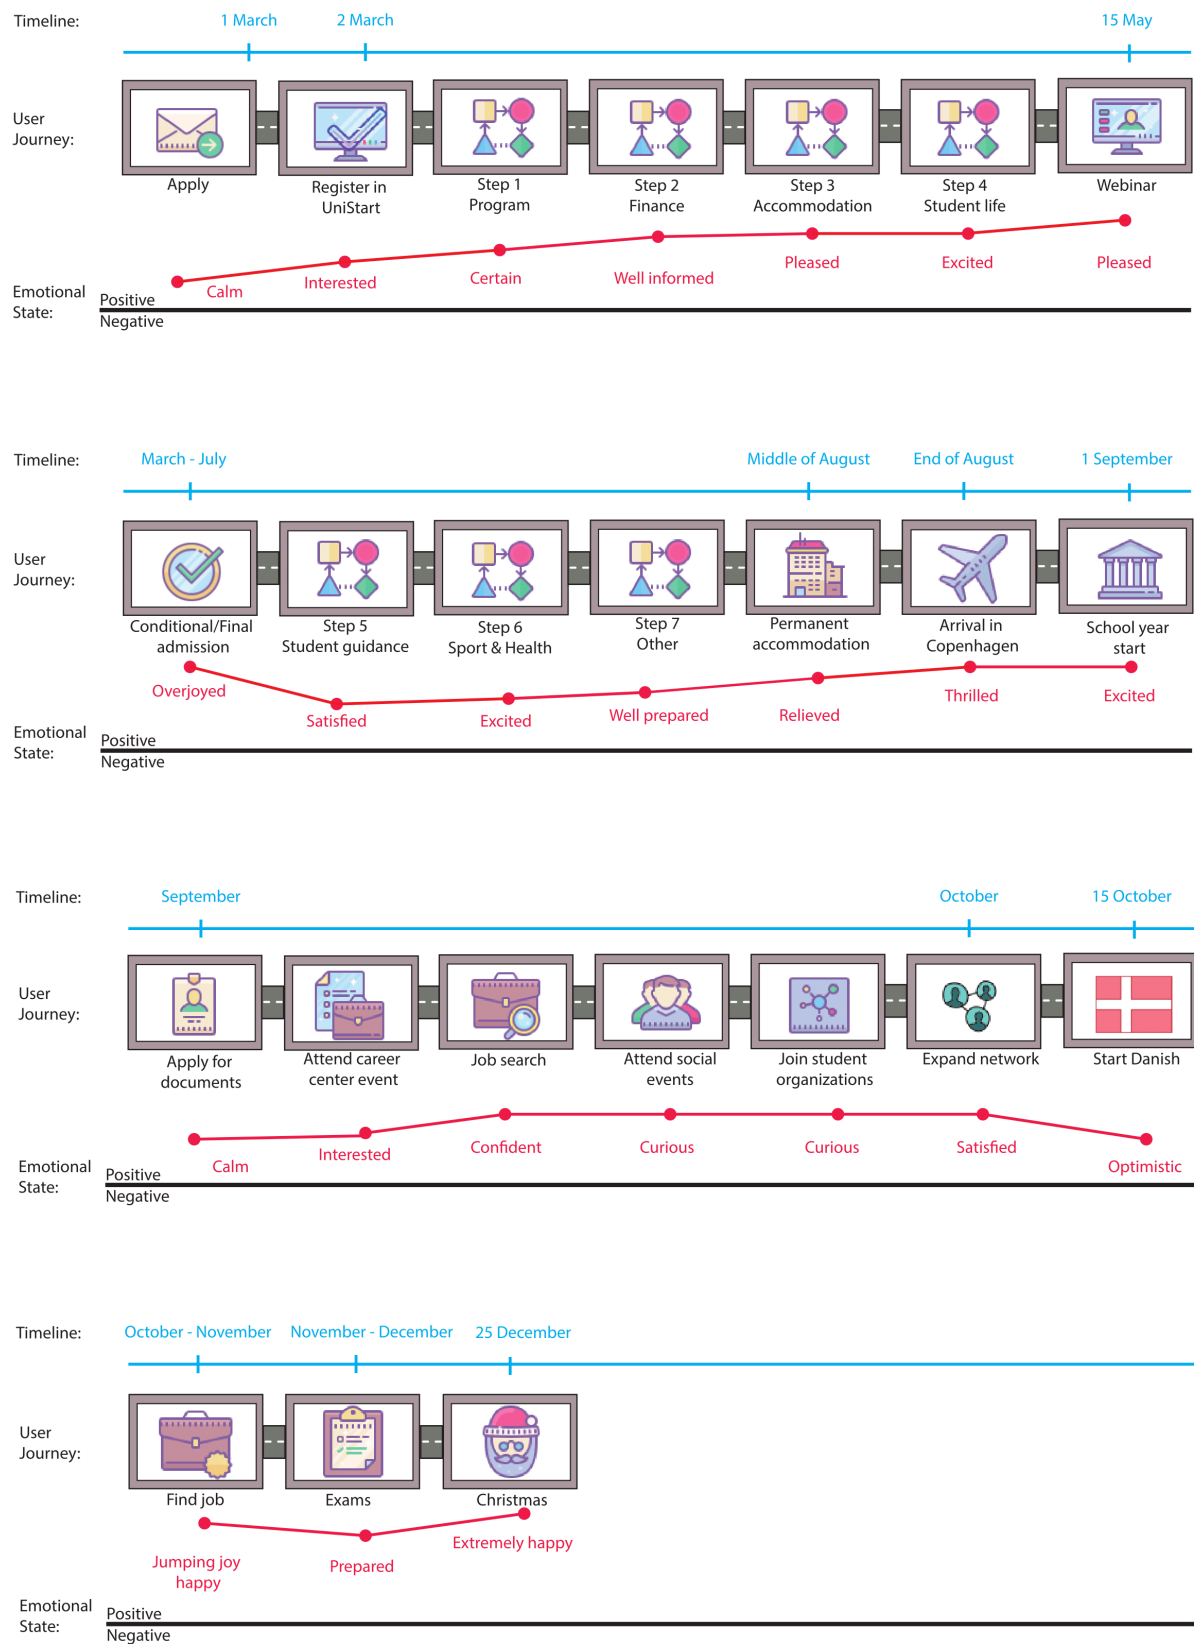 Timeline:
1 March
2 March
15 May
User
Journey:
Apply
Register in
UniStart
Step 1
Program
Step 2
Finance
Step 3
Accommodation
Step 4
Student life
Webinar
Calm
Interested
Certain
Well informed
Pleased
Excited
Pleased
Emotional
State:
Positive
Negative
Timeline:
March - July
Middle of August
End of August
1 September
User
Journey:
Conditional/Final
admission
Step 5
Student guidance
Step 6
Sport & Health
Step 7
Other
Permanent
accommodation
Arrival in
Copenhagen
School year
start
Overjoyed
Satisfied
Excited
Well prepared
Relieved
Thrilled
Excited
Emotional
State:
Positive
Negative
Timeline:
September
October
15 October
User
Journey:
Apply for
documents
Attend career
center event
Job search
Attend social
events
Join student
organizations
Expand network
Start Danish
Calm
Interested
Confident
Curious
Curious
Satisfied
Optimistic
Emotional
State:
Positive
Negative
Timeline:
October - November
November - December
25 December
User
Journey:
Find job
Exams
Christmas
Jumping joy
happy
Prepared
Extremely happy
Emotional
State:
Positive
Negative